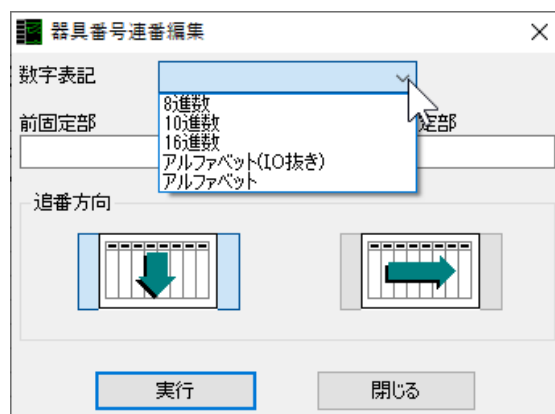 器具番号連番編集
数字表記
8進数
10進数
16進数
アルファベット(IO抜き)
アルファベット
前固定部
定部
追番方向
実行
閉じる